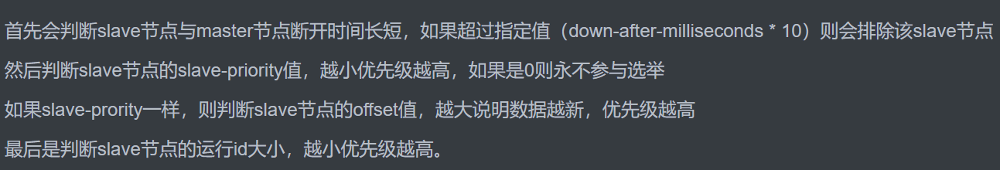 首先会判断slave节点与master节点断开时间长短，如果超过指定值（down-after-milliseconds * 10）则会排除该slave节点
然后判断slave节点的slave-priority值，越小优先级越高，如果是0则永不参与选举
如果slave-prority一样，则判断slave节点的offset值，越大说明数据越新，优先级越高
最后是判断slave节点的运行id大小，越小优先级越高。